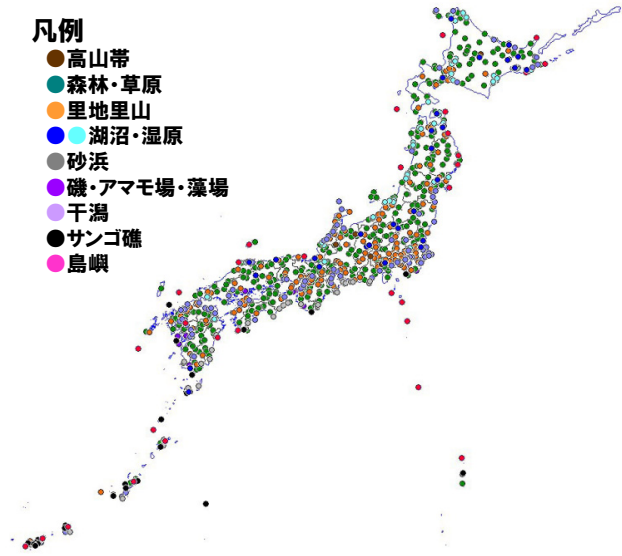 凡例
高山帯
森林・草原
里地里山
湖沼・湿原
砂浜
磯・アマモ場・藻場
干潟
サンゴ礁
島嶼